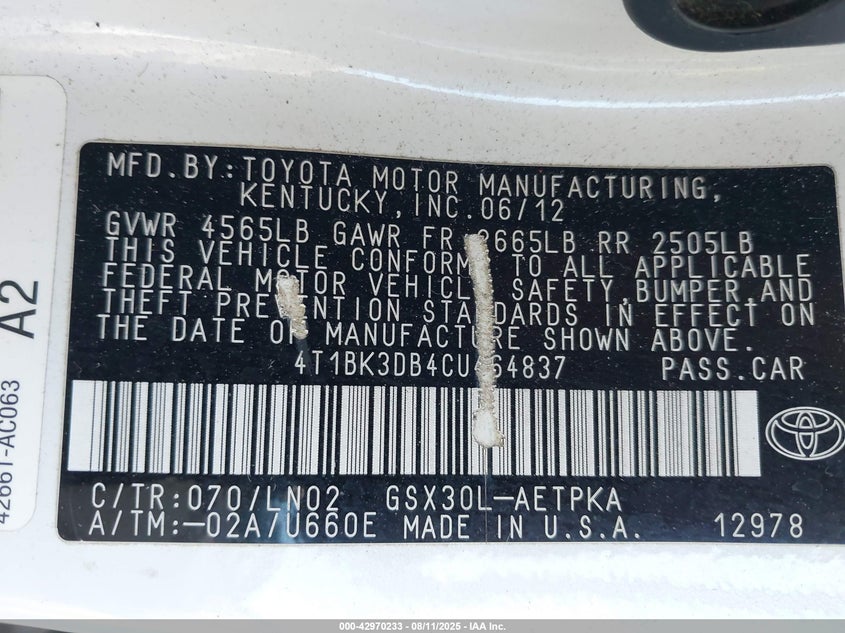 MFD.BY:TOYOTA MOTOR MANUFACTURING,
KENTUCKY,INC.06/12
GVWR 4565LB GAWR FR 2665LB RR 2505LB
THIS VEHICLE CONFORMS TO ALL APPLICABLE
FEDERAL MOTOR VEHICLE SAFETY,BUMPER,AND
THEFT PREVENTION STANDARDS IN EFFECT ON
THE DATE OF MANUFACTURE SHOWN ABOVE.
PASS.CAR
C/TR:070/LN02 GSX30L-AETPKA
A/TM:-02A/U660E MADE IN U.S.A. 12978
A2
42661-AC063
000-42970233 - 08/11/2025 - IAA Inc.